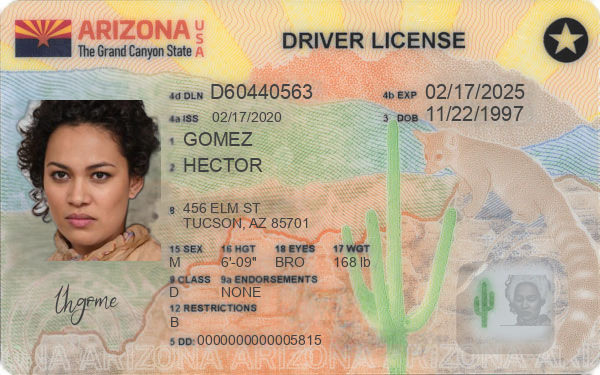 ARIZONA USA
The Grand Canyon State
DRIVER LICENSE
4d DLN D60440563
4b EXP 02/17/2025
4a ISS 02/17/2020
3 DOB 11/22/1997
1 GOMEZ
2 HECTOR
8 456 ELM ST
TUCSON, AZ 85701
15 SEX 16 HGT 18 EYES 17 WGT
M 6'-09" BRO 168 lb
9 CLASS 9a ENDORSEMENTS
D NONE
12 RESTRICTIONS
B
5 DD: 0000000000005815
ARIZONA ARIZONA ARIZONA ARIZONA